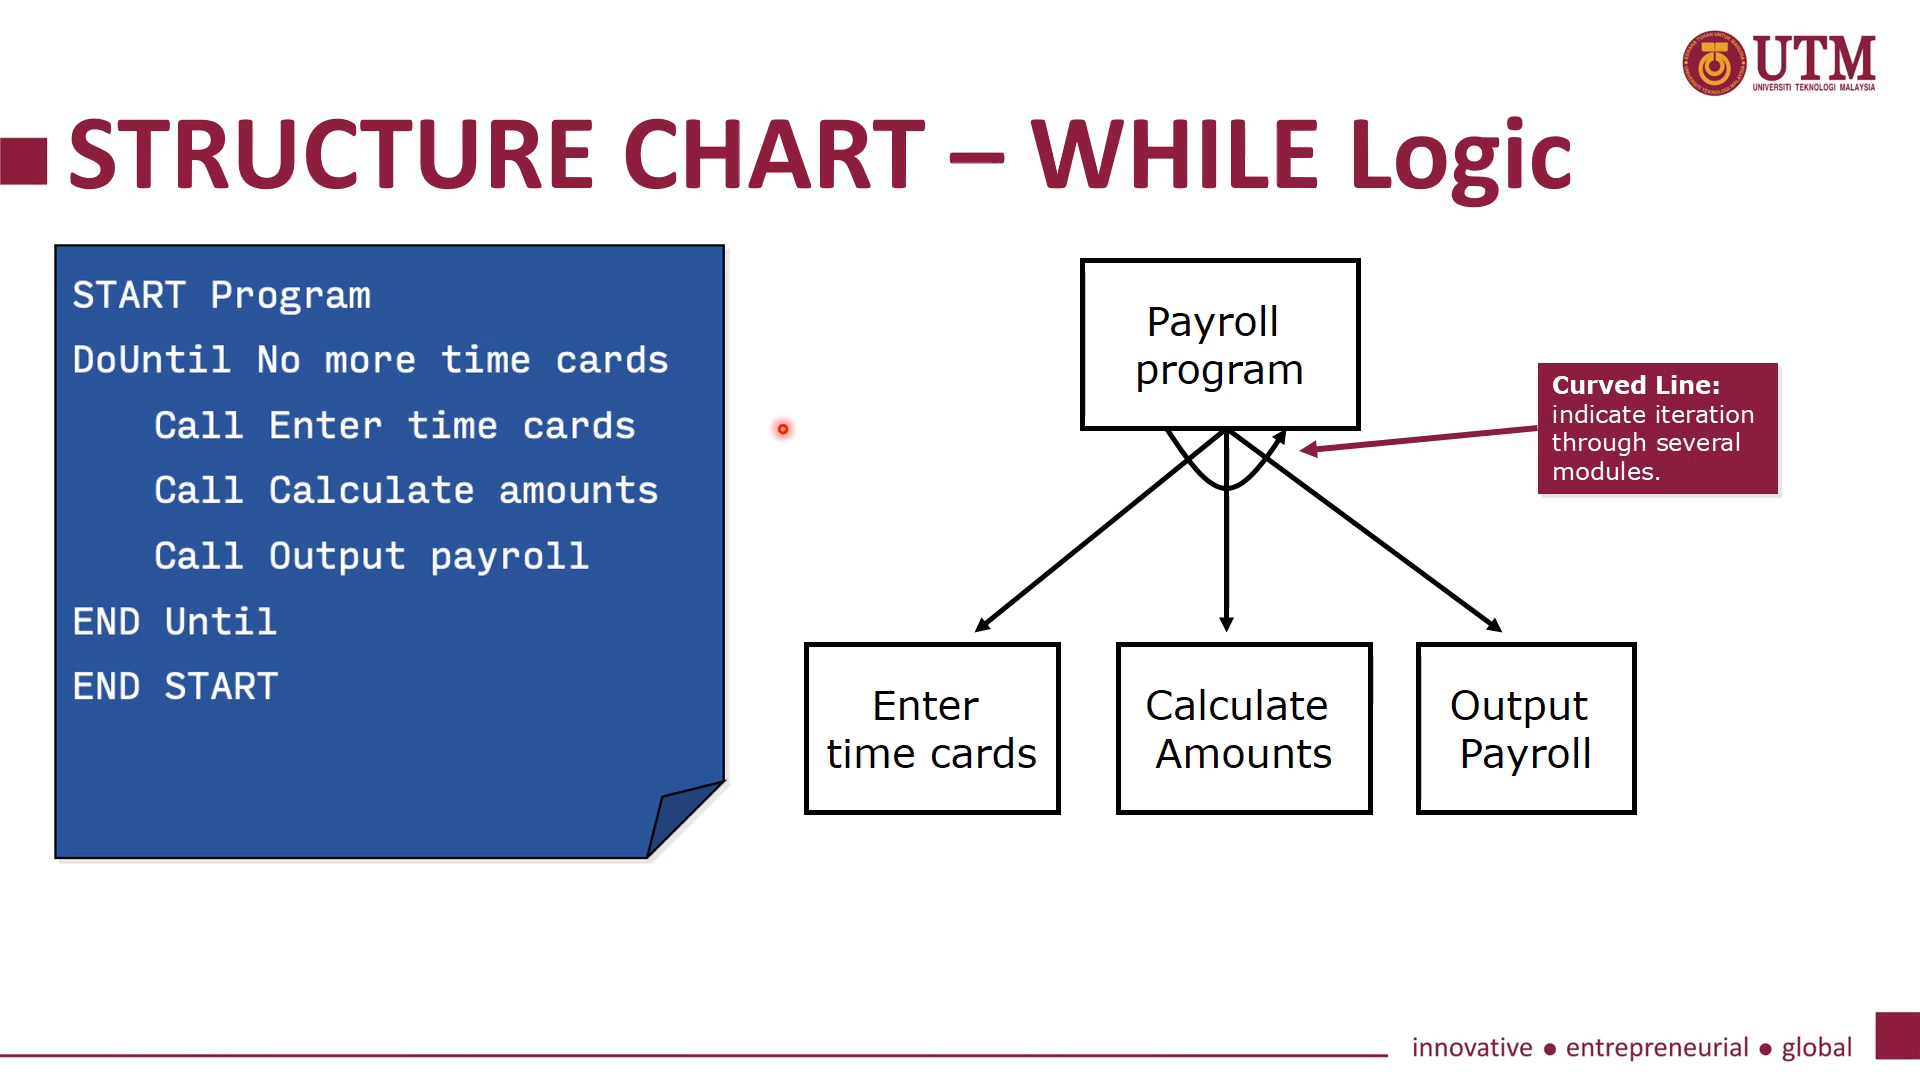 UTM
UNIVERSITI TEKNOLOGI MALAYSIA
STRUCTURE CHART – WHILE Logic
START Program
DoUntil No more time cards
Call Enter time cards
Call Calculate amounts
Call Output payroll
END Until
END START
Payroll
program
Curved Line:
indicate iteration
through several
modules.
Enter
time cards
Calculate
Amounts
Output
Payroll
innovative ● entrepreneurial ● global